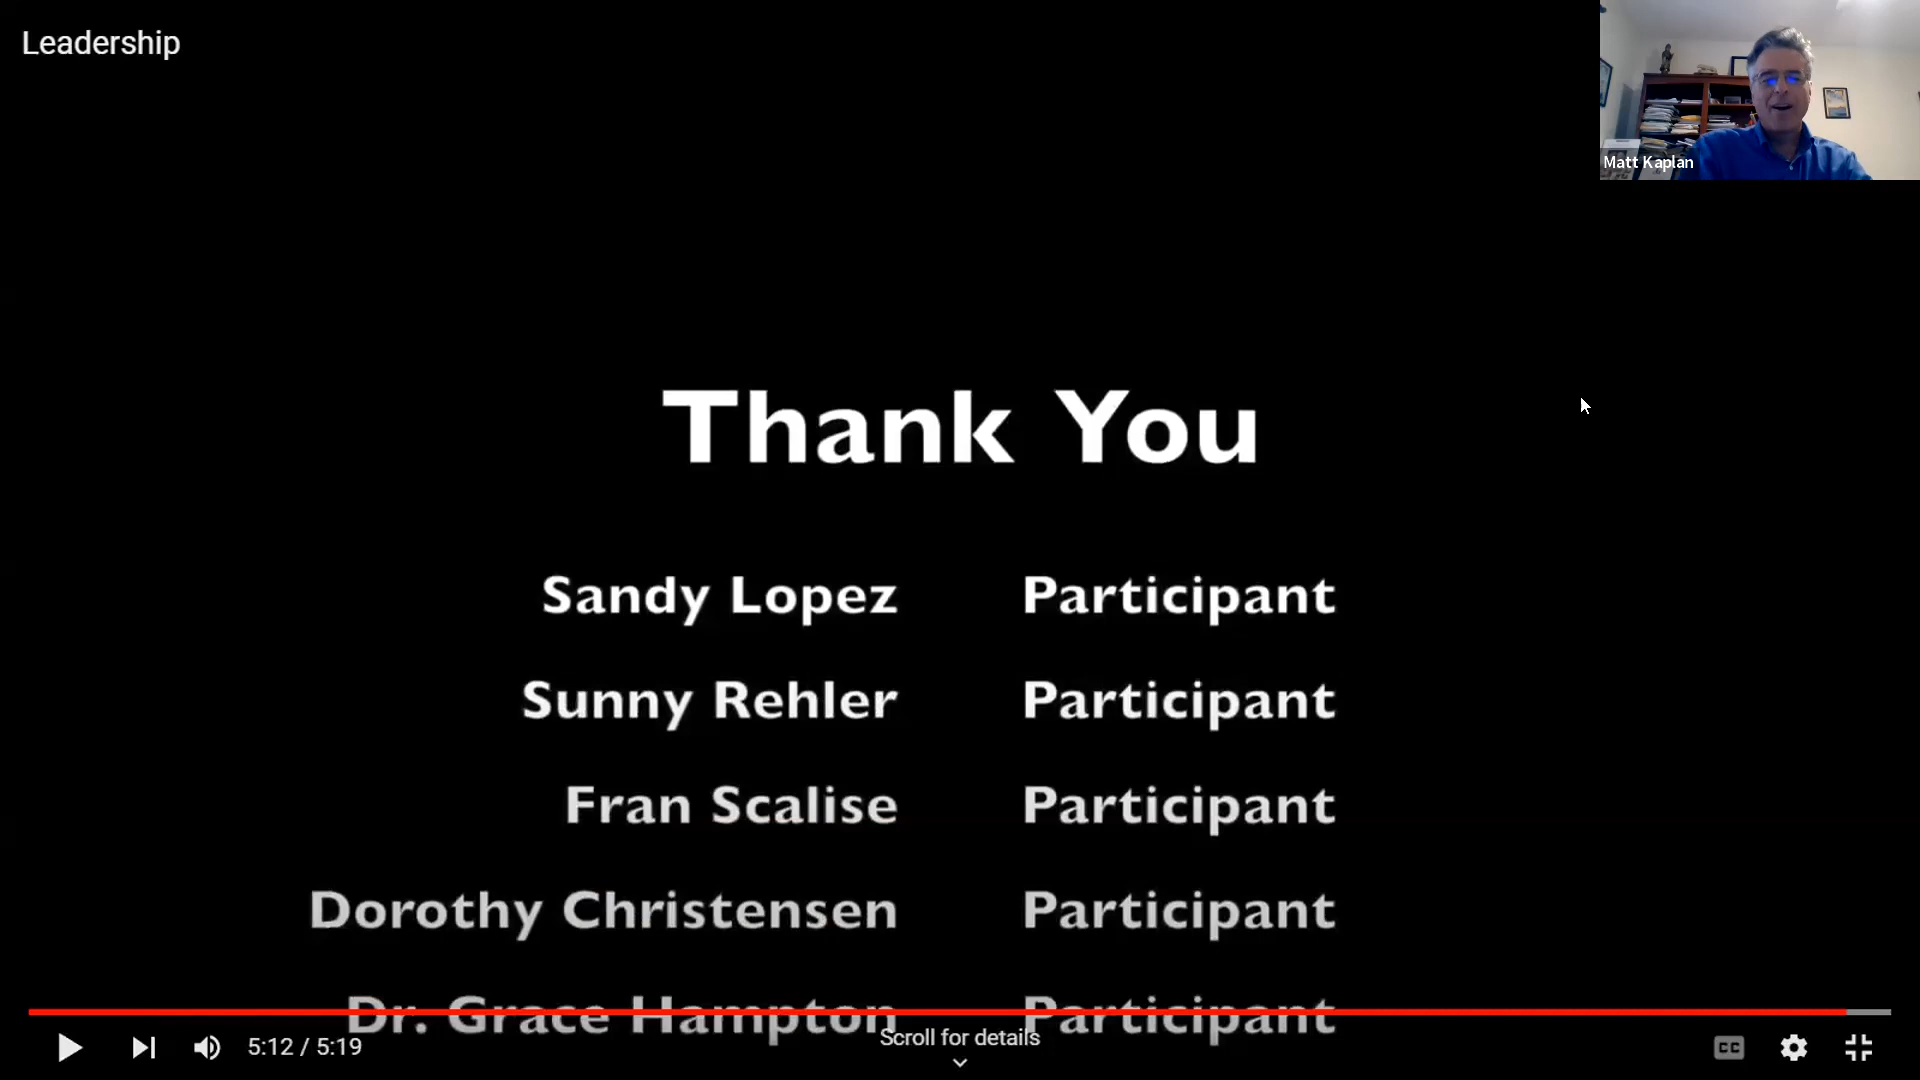 Leadership
Matt Kaplan
Thank You
Sandy Lopez Participant
Sunny Rehler Participant
Fran Scalise Participant
Dorothy Christensen Participant
Dr. Grace Hampton Participant
Scroll for details
5:12 / 5:19
CC